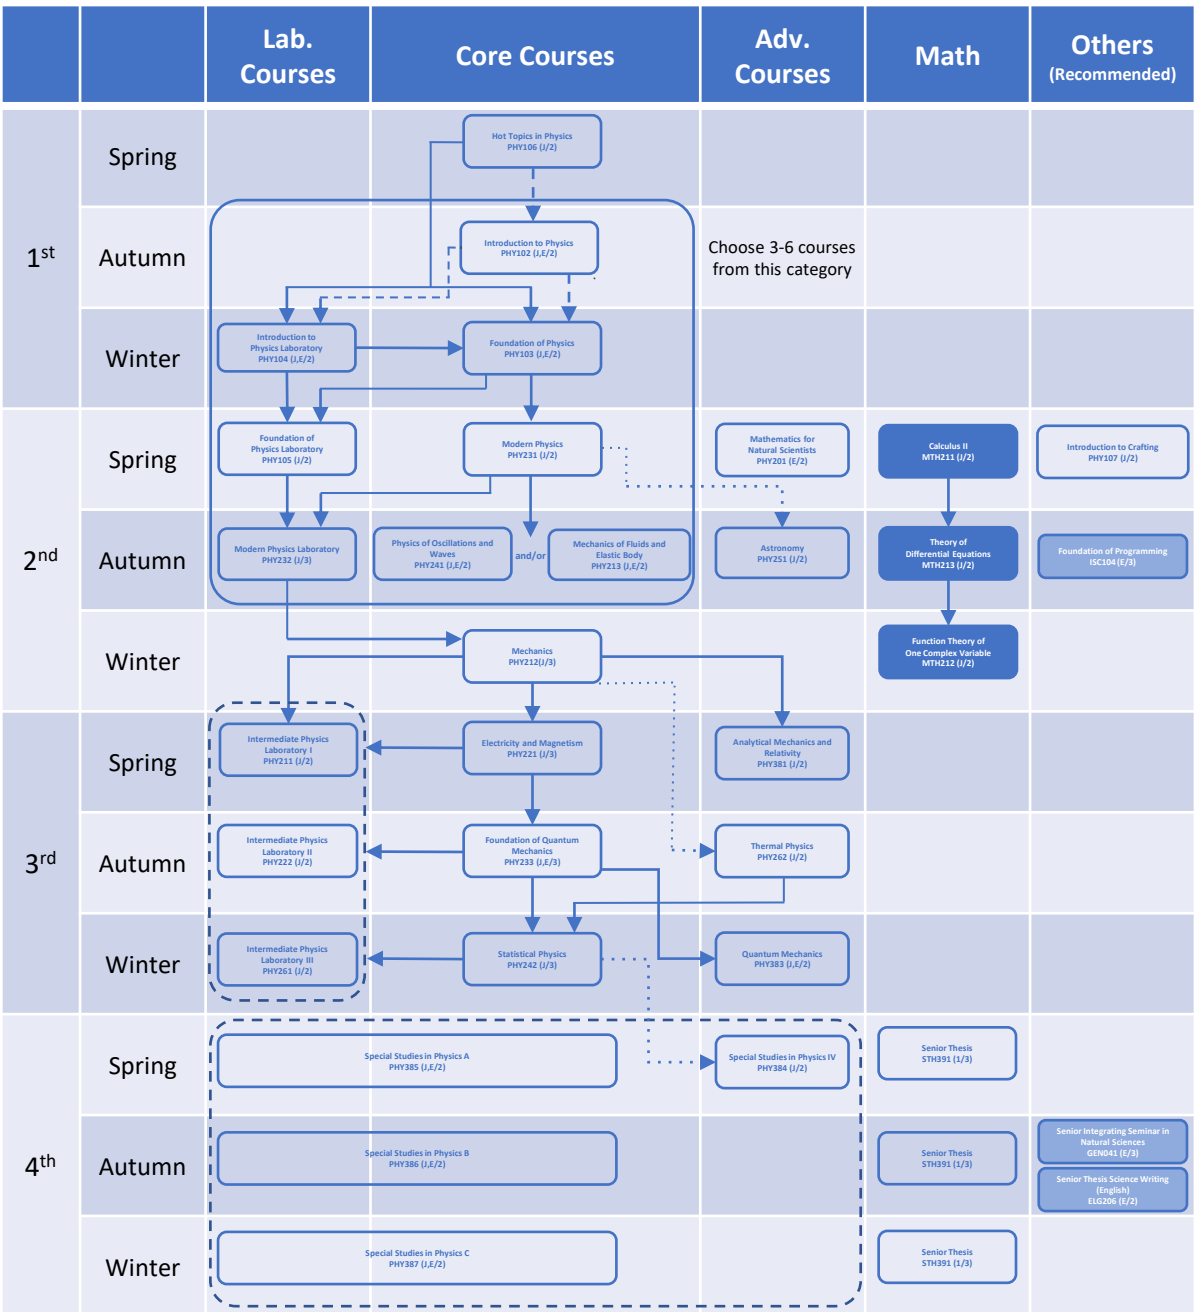 Lab.
Courses
Core Courses
Adv.
Courses
Math
Others
(Recommended)
1st
Spring
Hot Topics in Physics
PHY106 (J/2)
Autumn
Introduction to Physics
PHY102 (J,E/2)
Choose 3-6 courses
from this category
Winter
Introduction to
Physics Laboratory
PHY104 (J,E/2)
Foundation of Physics
PHY103 (J,E/2)
2nd
Spring
Foundation of
Physics Laboratory
PHY105 (J/2)
Modern Physics
PHY231 (J/2)
Mathematics for
Natural Scientists
PHY201 (E/2)
Calculus II
MTH211 (J/2)
Introduction to Crafting
PHY107 (J/2)
Autumn
Modern Physics Laboratory
PHY232 (J/3)
Physics of Oscillations and
Waves
PHY241 (J,E/2)
and/or
Mechanics of Fluids and
Elastic Body
PHY213 (J,E/2)
Astronomy
PHY251 (J/2)
Theory of
Differential Equations
MTH213 (J/2)
Foundation of Programming
ISC104 (E/3)
Winter
Mechanics
PHY212(J/3)
Function Theory of
One Complex Variable
MTH212 (J/2)
3rd
Spring
Intermediate Physics
Laboratory I
PHY211 (J/2)
Electricity and Magnetism
PHY221 (J/3)
Analytical Mechanics and
Relativity
PHY381 (J/2)
Autumn
Intermediate Physics
Laboratory II
PHY222 (J/2)
Foundation of Quantum
Mechanics
PHY233 (J,E/3)
Thermal Physics
PHY262 (J/2)
Winter
Intermediate Physics
Laboratory III
PHY261 (J/2)
Statistical Physics
PHY242 (J/3)
Quantum Mechanics
PHY383 (J,E/2)
4th
Spring
Special Studies in Physics A
PHY385 (J,E/2)
Special Studies in Physics IV
PHY384 (J/2)
Senior Thesis
STH391 (1/3)
Autumn
Special Studies in Physics B
PHY386 (J,E/2)
Senior Thesis
STH391 (1/3)
Senior Integrating Seminar in
Natural Sciences
GEN041 (E/3)
Senior Thesis Science Writing
(English)
ELG206 (E/2)
Winter
Special Studies in Physics C
PHY387 (J,E/2)
Senior Thesis
STH391 (1/3)